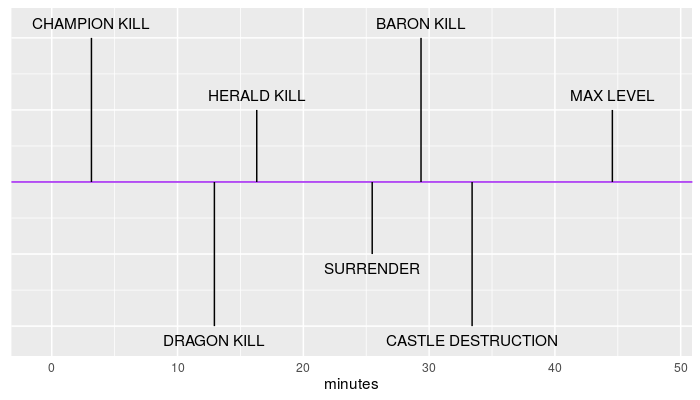 CHAMPION KILL
BARON KILL
HERALD KILL
MAX LEVEL
SURRENDER
DRAGON KILL
CASTLE DESTRUCTION
0 10 20 30 40 50
minutes